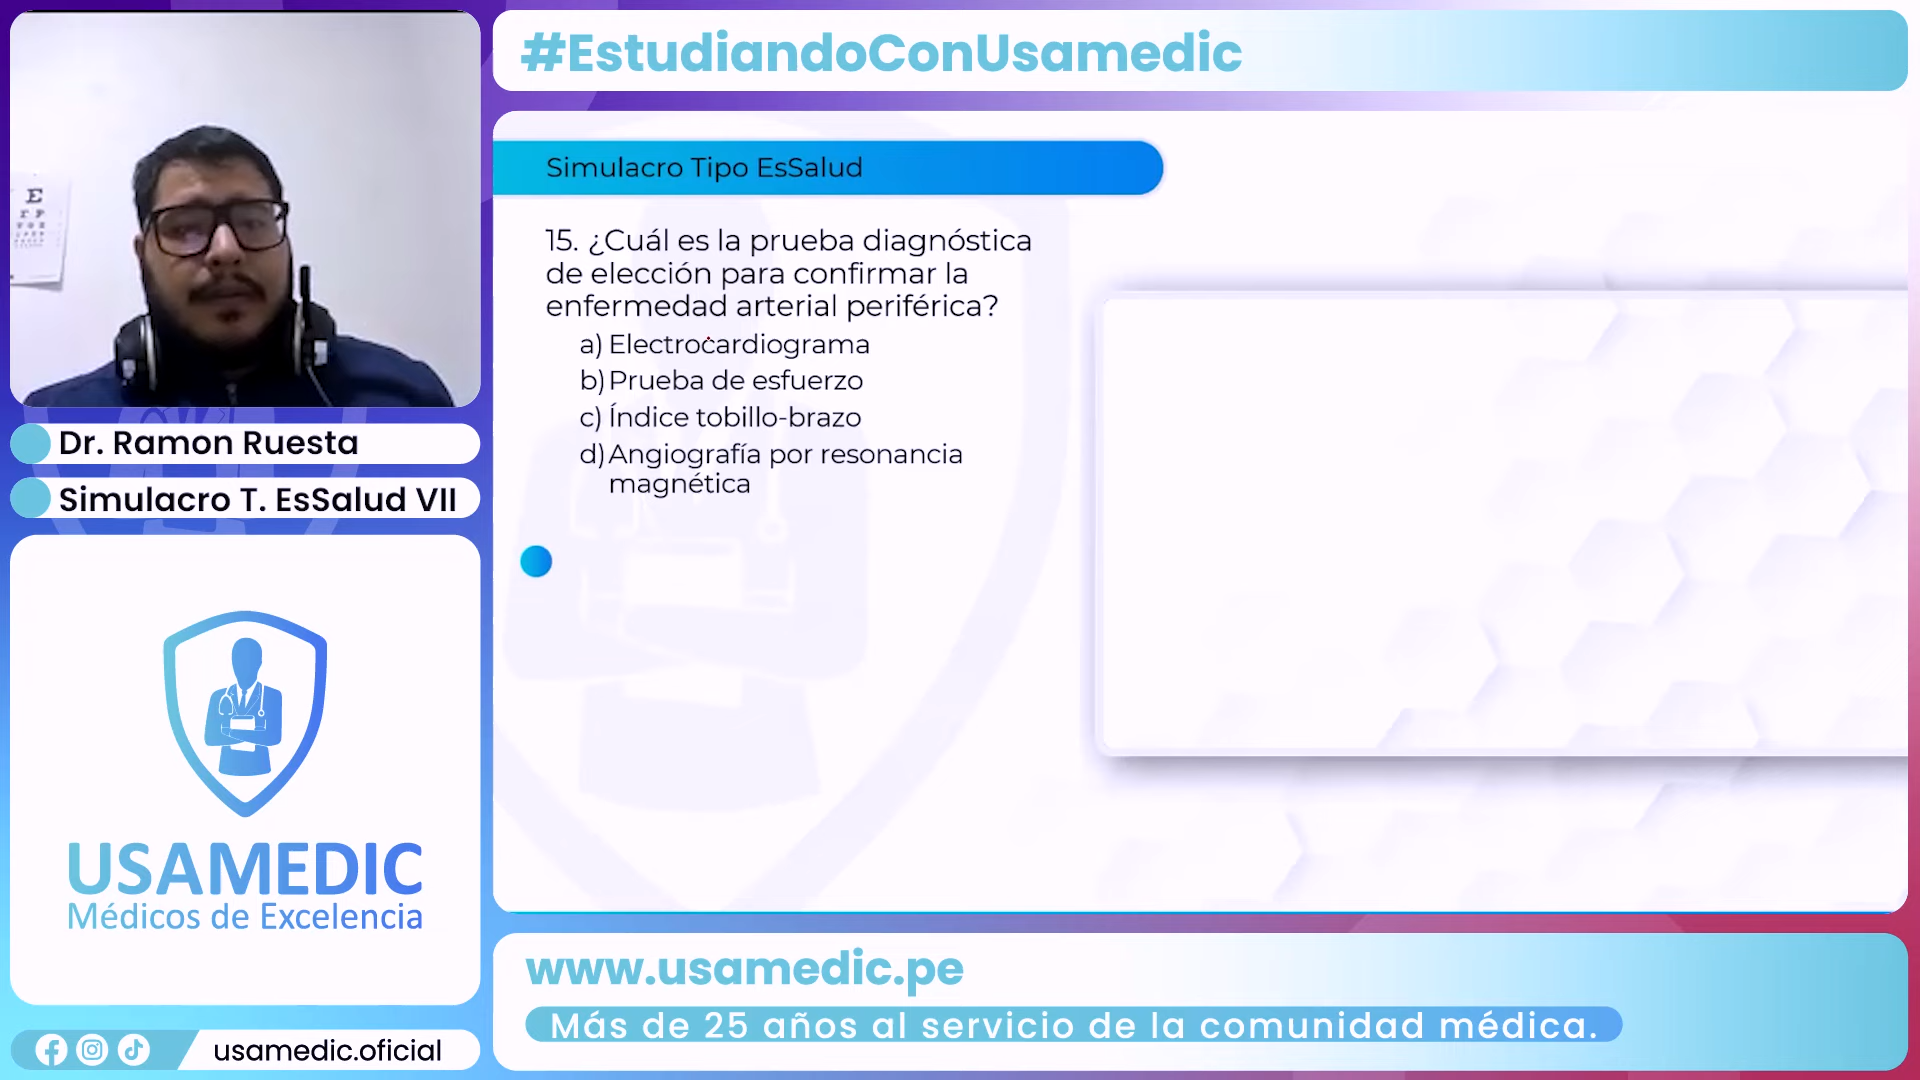 #EstudiandoConUsamedic
Simulacro Tipo EsSalud
15. ¿Cuál es la prueba diagnóstica
de elección para confirmar la
enfermedad arterial periférica?
a) Electrocardiograma
b) Prueba de esfuerzo
c) Índice tobillo-brazo
d) Angiografía por resonancia
magnética
E
Dr. Ramon Ruesta
Simulacro T. EsSalud VII
USAMEDIC
Médicos de Excelencia
usamedic.oficial
www.usamedic.pe
Más de 25 años al servicio de la comunidad médica.